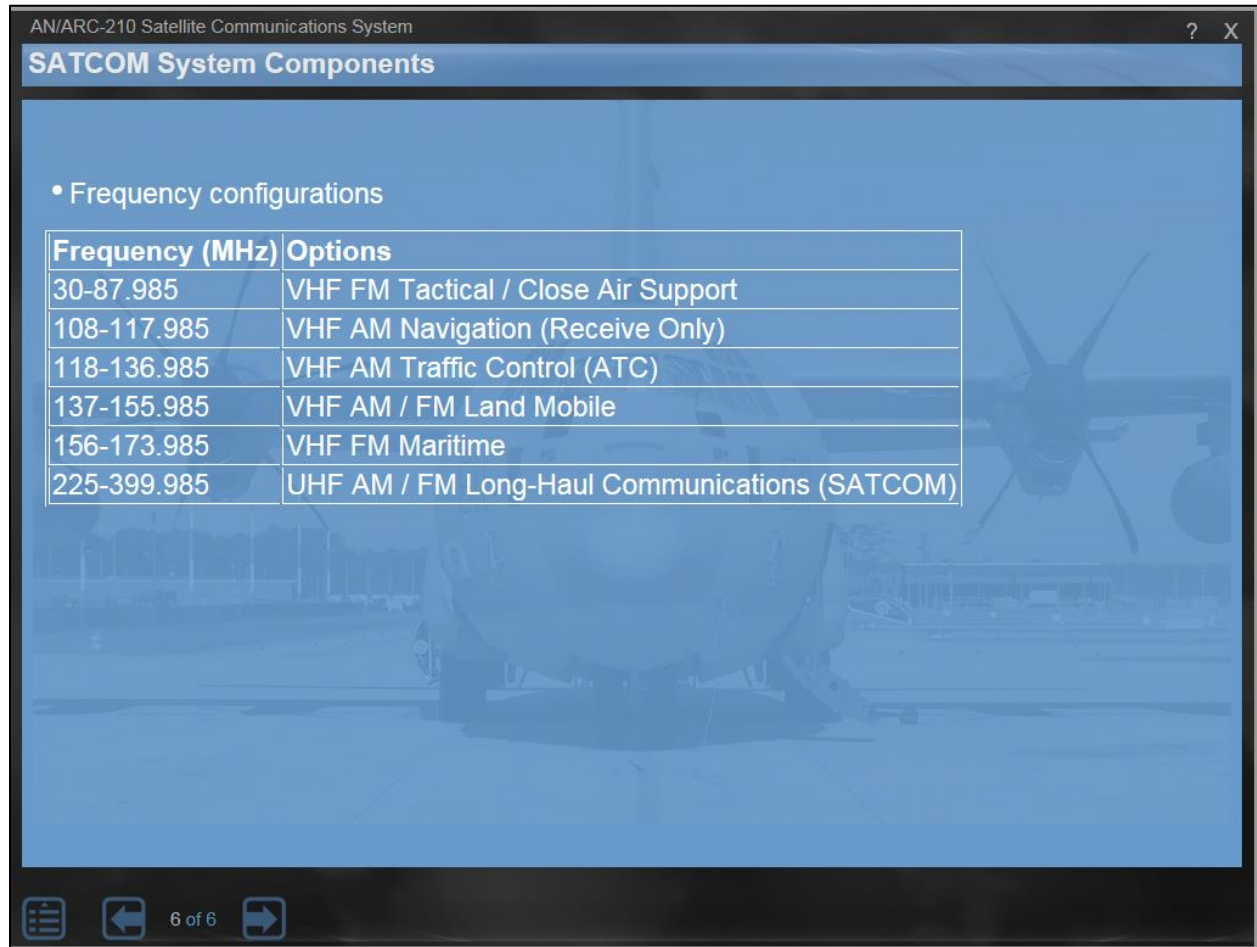 AN/ARC-210 Satellite Communications System
? X
SATCOM System Components
• Frequency configurations
Frequency (MHz) Options
30-87.985 VHF FM Tactical / Close Air Support
108-117.985 VHF AM Navigation (Receive Only)
118-136.985 VHF AM Traffic Control (ATC)
137-155.985 VHF AM / FM Land Mobile
156-173.985 VHF FM Maritime
225-399.985 UHF AM / FM Long-Haul Communications (SATCOM)
6 of 6